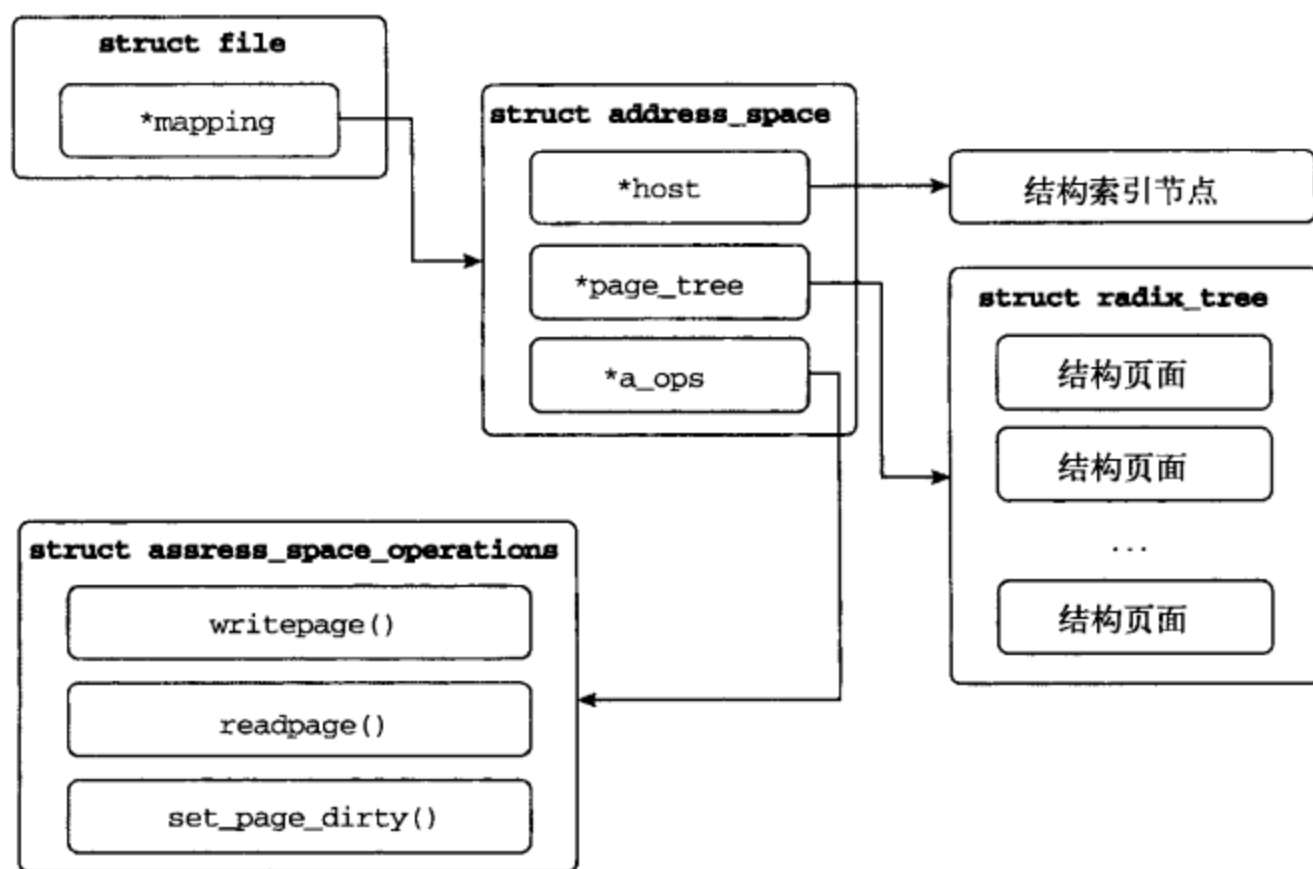 struct file
*mapping
struct address_space
*host
*page_tree
*a_ops
结构索引节点
struct radix_tree
结构页面
结构页面
...
结构页面
struct assress_space_operations
writepage()
readpage()
set_page_dirty()